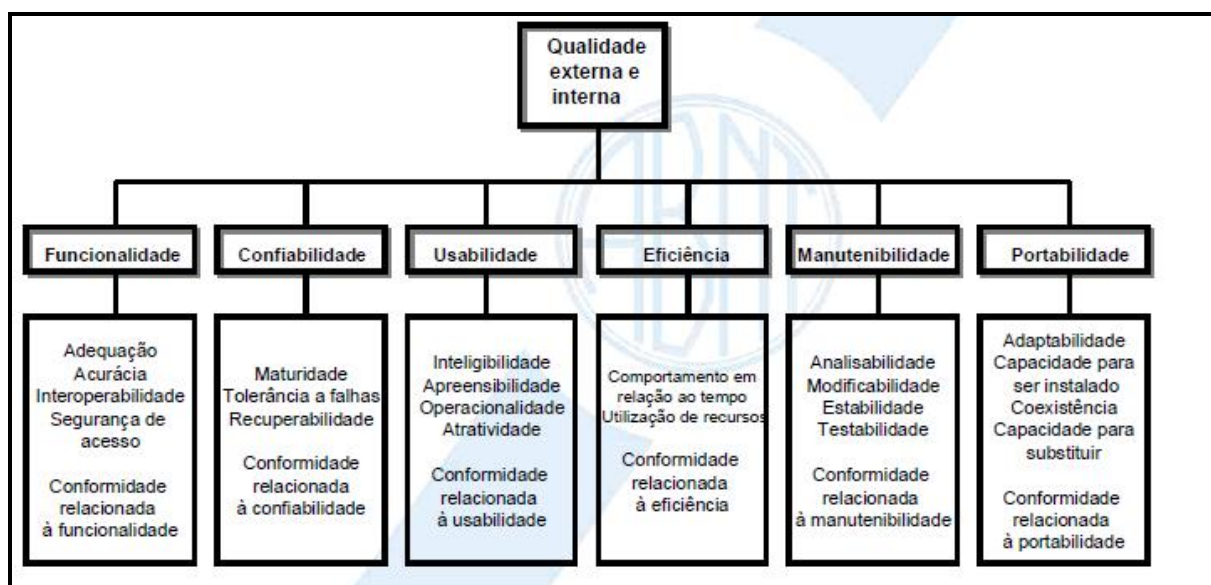 Qualidade
externa e
interna
Funcionalidade
Confiabilidade
Usabilidade
Eficiência
Manutenibilidade
Portabilidade
Adequação
Acurácia
Interoperabilidade
Segurança de
acesso
Conformidade
relacionada
à funcionalidade
Maturidade
Tolerância a falhas
Recuperabilidade
Conformidade
relacionada
à confiabilidade
Inteligibilidade
Apreensibilidade
Operacionalidade
Atratividade
Conformidade
relacionada
à usabilidade
Comportamento em
relação ao tempo
Utilização de recursos
Conformidade
relacionada
à eficiência
Analisabilidade
Modificabilidade
Estabilidade
Testabilidade
Conformidade
relacionada
à manutenibilidade
Adaptabilidade
Capacidade para
ser instalado
Coexistência
Capacidade para
substituir
Conformidade
relacionada
à portabilidade
ABNT